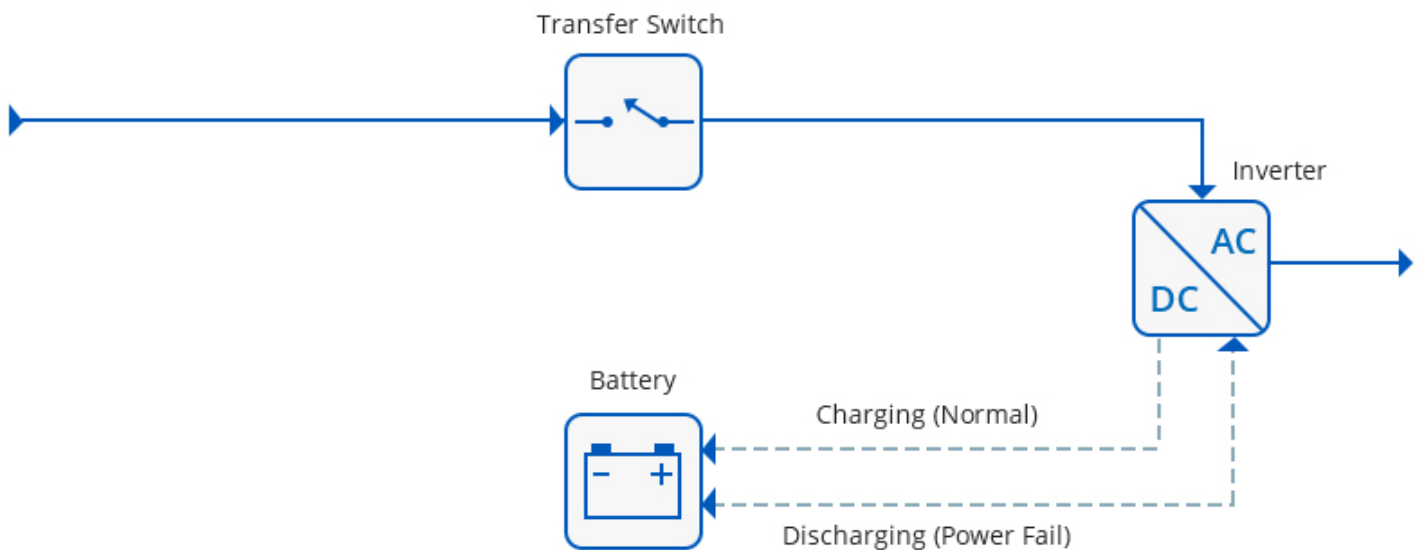 Transfer Switch
Inverter
AC
DC
Battery
Charging (Normal)
Discharging (Power Fail)